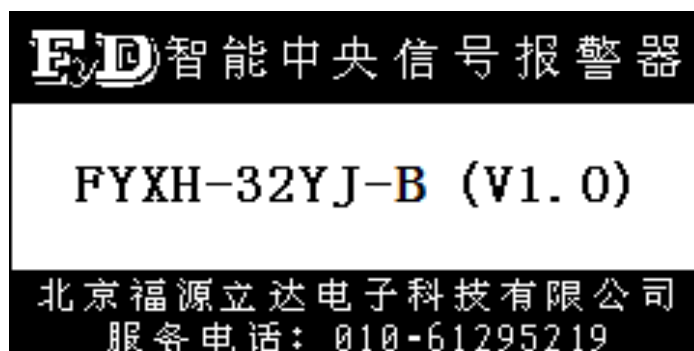 FyD智能中央信号报警器
FYXH-32YJ-B (V1.0)
北京福源立达电子科技有限公司
服务电话：010-61295219